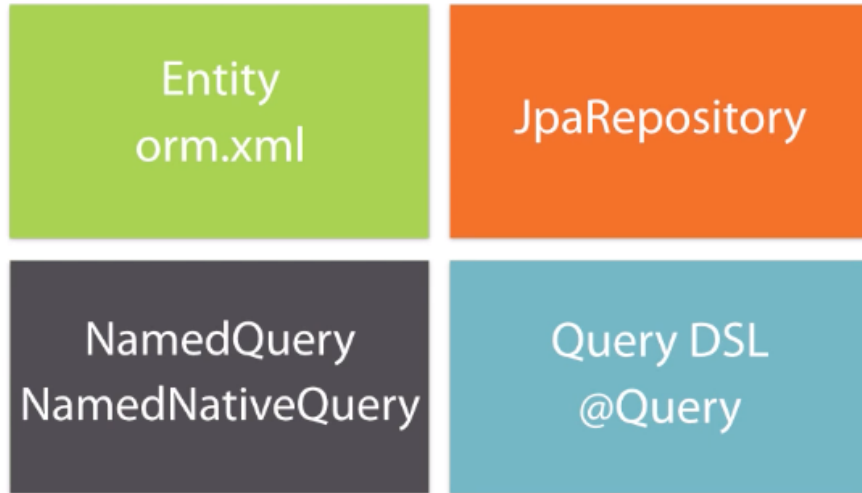 Entity
orm.xml
JpaRepository
NamedQuery
NamedNativeQuery
Query DSL
@Query